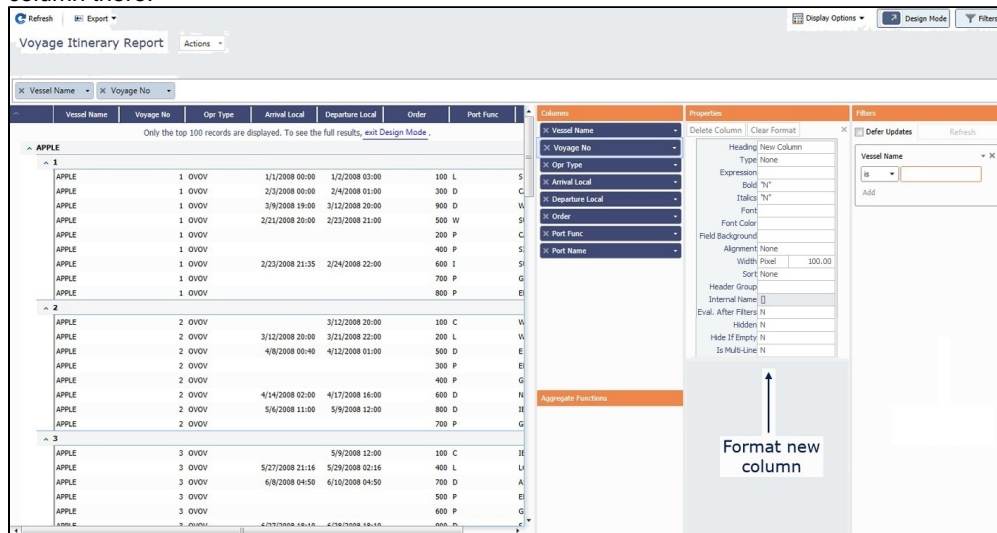 column there.
Refresh Export Display Options Design Mode Filters
Voyage Itinerary Report Actions
× Vessel Name × Voyage No
Vessel Name Voyage No Opr Type Arrival Local Departure Local Order Port Func
Only the top 100 records are displayed. To see the full results, exit Design Mode .
APPLE
1
APPLE 1 OVOV 1/1/2008 00:00 1/2/2008 03:00 100 L S
APPLE 1 OVOV 2/3/2008 00:00 2/4/2008 01:00 300 D C
APPLE 1 OVOV 3/9/2008 19:00 3/12/2008 20:00 900 D W
APPLE 1 OVOV 2/21/2008 20:00 2/23/2008 21:00 500 W S
APPLE 1 OVOV 200 P C
APPLE 1 OVOV 400 P S
APPLE 1 OVOV 2/23/2008 21:35 2/24/2008 22:00 600 I S
APPLE 1 OVOV 700 P G
APPLE 1 OVOV 800 P E
2
APPLE 2 OVOV 3/12/2008 20:00 100 C W
APPLE 2 OVOV 3/12/2008 20:00 3/21/2008 22:00 200 L W
APPLE 2 OVOV 4/8/2008 00:40 4/12/2008 01:00 500 D E
APPLE 2 OVOV 300 P E
APPLE 2 OVOV 400 P G
APPLE 2 OVOV 4/14/2008 02:00 4/17/2008 16:00 600 D N
APPLE 2 OVOV 5/6/2008 11:00 5/9/2008 12:00 800 D IE
APPLE 2 OVOV 700 P G
3
APPLE 3 OVOV 5/9/2008 12:00 100 C IE
APPLE 3 OVOV 5/27/2008 21:16 5/29/2008 02:16 400 L L
APPLE 3 OVOV 6/8/2008 04:50 6/10/2008 04:50 700 D A
APPLE 3 OVOV 500 P E
APPLE 3 OVOV 600 P G
APPLE 3 OVOV 6/27/2008 18:10 6/28/2008 18:10 900 D
Columns
× Vessel Name
× Voyage No
× Opr Type
× Arrival Local
× Departure Local
× Order
× Port Func
× Port Name
Aggregate Functions
Properties
Delete Column Clear Format ×
Heading New Column
Type None
Expression
Bold "N"
Italics "N"
Font
Font Color
Field Background
Alignment None
Width Pixel 100.00
Sort None
Header Group
Internal Name []
Eval. After Filters N
Hidden N
Hide If Empty N
Is Multi-Line N
Format new
column
Filters
Defer Updates Refresh
Vessel Name ×
is
Add